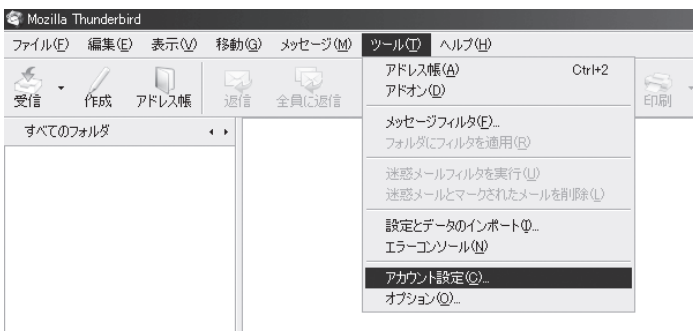 Mozilla Thunderbird
ファイル(F) 編集(E) 表示(V) 移動(G) メッセージ(M) ツール(T) ヘルプ(H)
受信 作成 アドレス帳 返信 全員に返信 印刷
すべてのフォルダ
アドレス帳(A) Ctrl+2
アドオン(D)
メッセージフィルタ(F)...
フォルダにフィルタを適用(R)
迷惑メールフィルタを実行(U)
迷惑メールとマークされたメールを削除(L)
設定とデータのインポート(I)...
エラーコンソール(N)
アカウント設定(C)...
オプション(O)...